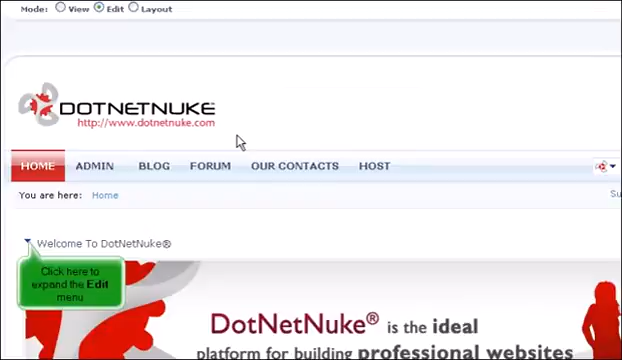 Mode: View Edit Layout
DOTNETNUKE
http://www.dotnetnuke.com
HOME ADMIN BLOG FORUM OUR CONTACTS HOST
You are here: Home Su
Welcome To DotNetNuke®
Click here to
expand the Edit
menu
DotNetNuke® is the ideal
platform for building professional websites